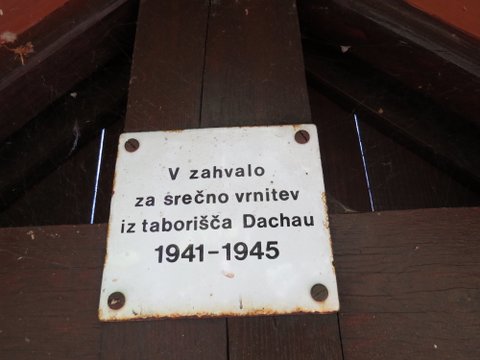 V zahvalo
za srečno vrnitev
iz taborišča Dachau
1941-1945